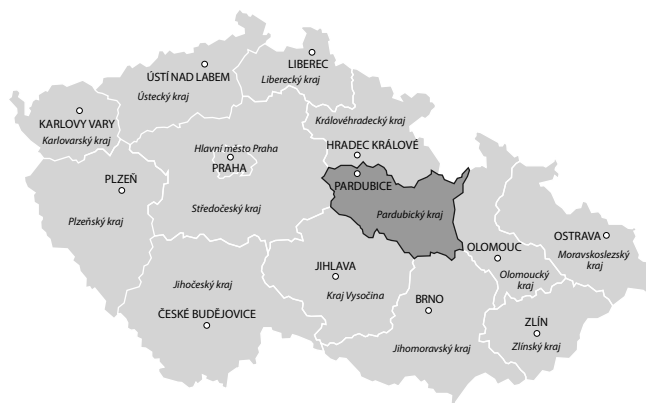 LIBEREC
Liberecký kraj
ÚSTÍ NAD LABEM
Ústecký kraj
KARLOVY VARY
Karlovarský kraj
Královéhradecký kraj
HRADEC KRÁLOVÉ
Hlavní město Praha
PRAHA
PLZEŇ
PARDUBICE
Středočeský kraj
Pardubický kraj
Plzeňský kraj
OSTRAVA
Moravskoslezský
kraj
OLOMOUC
Olomoucký
kraj
JIHLAVA
Kraj Vysočina
Jihočeský kraj
ČESKÉ BUDĚJOVICE
BRNO
Jihomoravský kraj
ZLÍN
Zlínský kraj